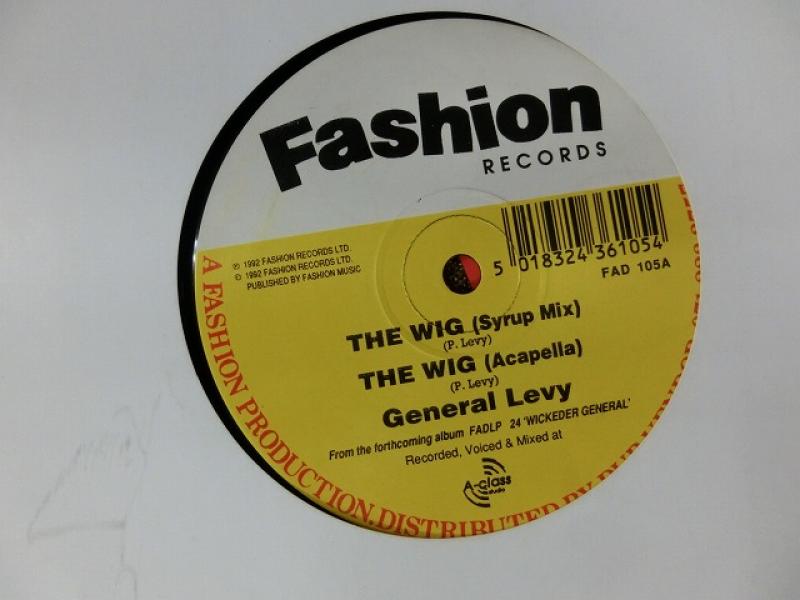 Fashion
RECORDS
℗ 1992 FASHION RECORDS LTD.
© 1992 FASHION RECORDS LTD.
PUBLISHED BY FASHION MUSIC
5 018324 361054
FAD 105A
THE WIG (Syrup Mix)
(P. Levy)
THE WIG (Acapella)
(P. Levy)
General Levy
From the forthcoming album FADLP 24 'WICKEDER GENERAL'
Recorded, Voiced & Mixed at
A-class
studio
A FASHION PRODUCTION. DISTRIBUTED BY